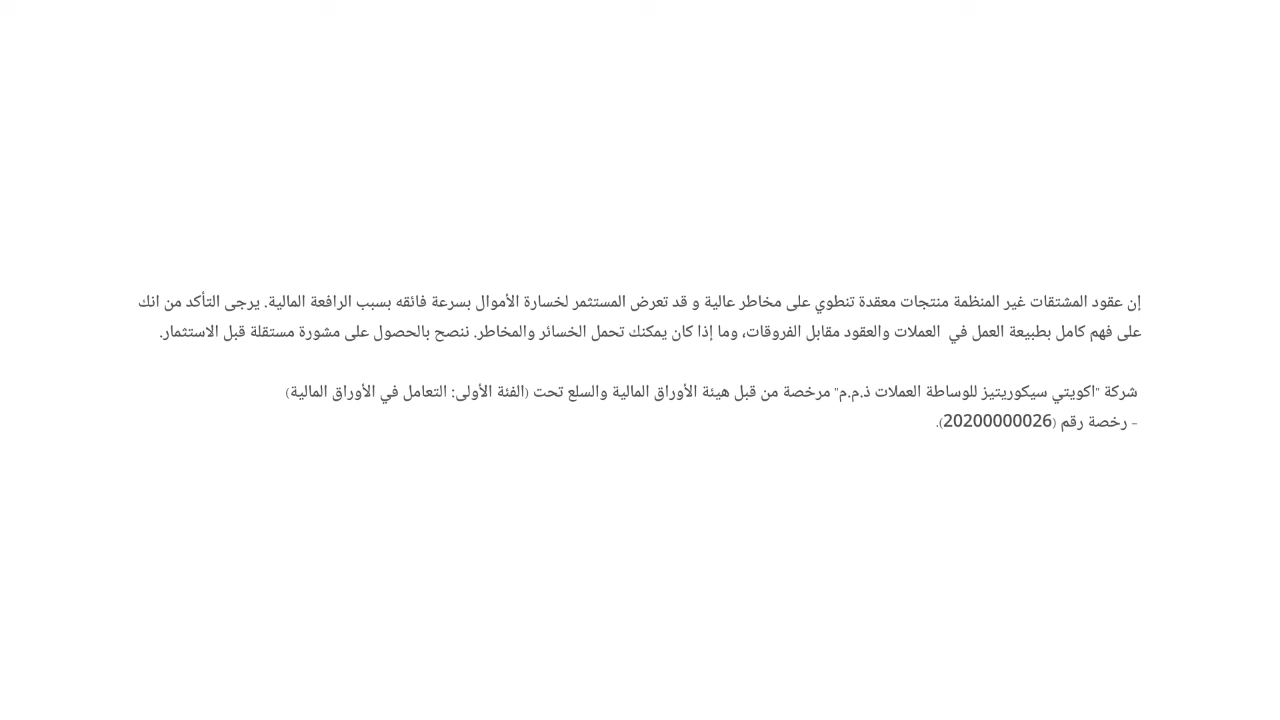 إن عقود المشتقات غير المنظمة منتجات معقدة تنطوي على مخاطر عالية و قد تعرض المستثمر لخسارة الأموال بسرعة فائقه بسبب الرافعة المالية. يرجى التأكد من انك
على فهم كامل بطبيعة العمل في العملات والعقود مقابل الفروقات، وما إذا كان يمكنك تحمل الخسائر والمخاطر. ننصح بالحصول على مشورة مستقلة قبل الاستثمار.
شركة "اكويتي سيكوريتيز للوساطة العملات ذ.م.م" مرخصة من قبل هيئة الأوراق المالية والسلع تحت (الفئة الأولى: التعامل في الأوراق المالية)
- رخصة رقم (20200000026).